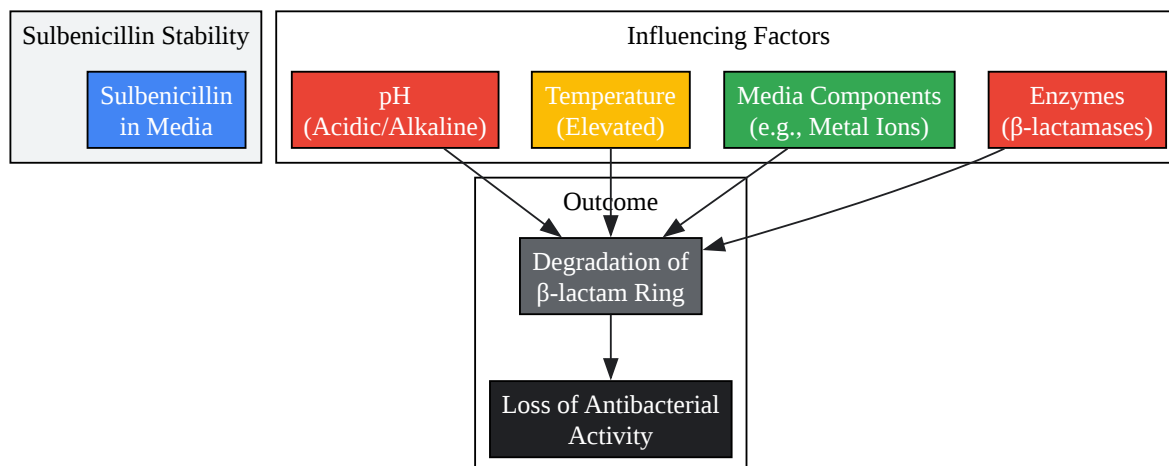 Sulbenicillin Stability
Sulbenicillin
in Media
Influencing Factors
pH
(Acidic/Alkaline)
Temperature
(Elevated)
Media Components
(e.g., Metal Ions)
Enzymes
(β-lactamases)
Outcome
Degradation of
β-lactam Ring
Loss of Antibacterial
Activity